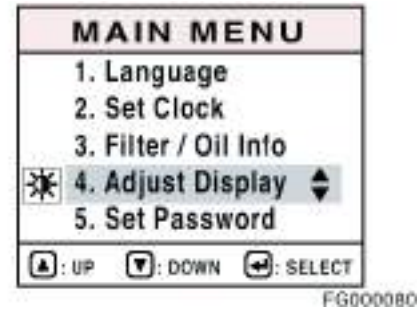 MAIN MENU
1. Language
2. Set Clock
3. Filter / Oil Info
4. Adjust Display
5. Set Password
: UP : DOWN : SELECT
FG000080